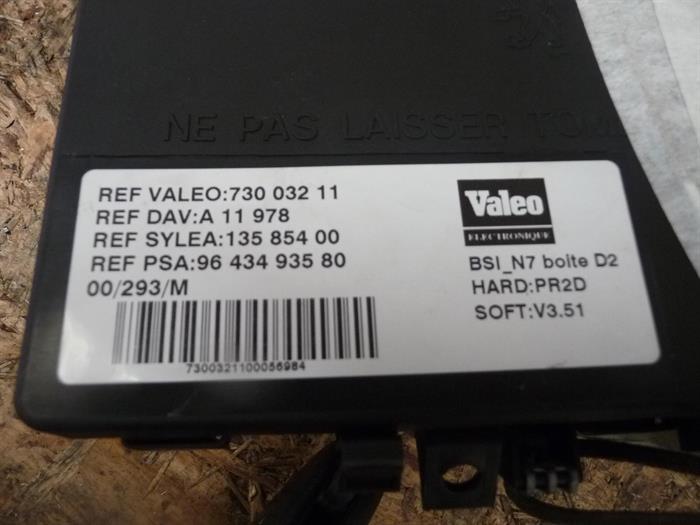 NE PAS LAISSER TOM
REF VALEO:730 032 11
REF DAV:A 11 978
REF SYLEA:135 854 00
REF PSA:96 434 935 80
00/293/M
7300321100056984
Valeo
ELECTRONIQUE
BSI_N7 boite D2
HARD:PR2D
SOFT:V3.51